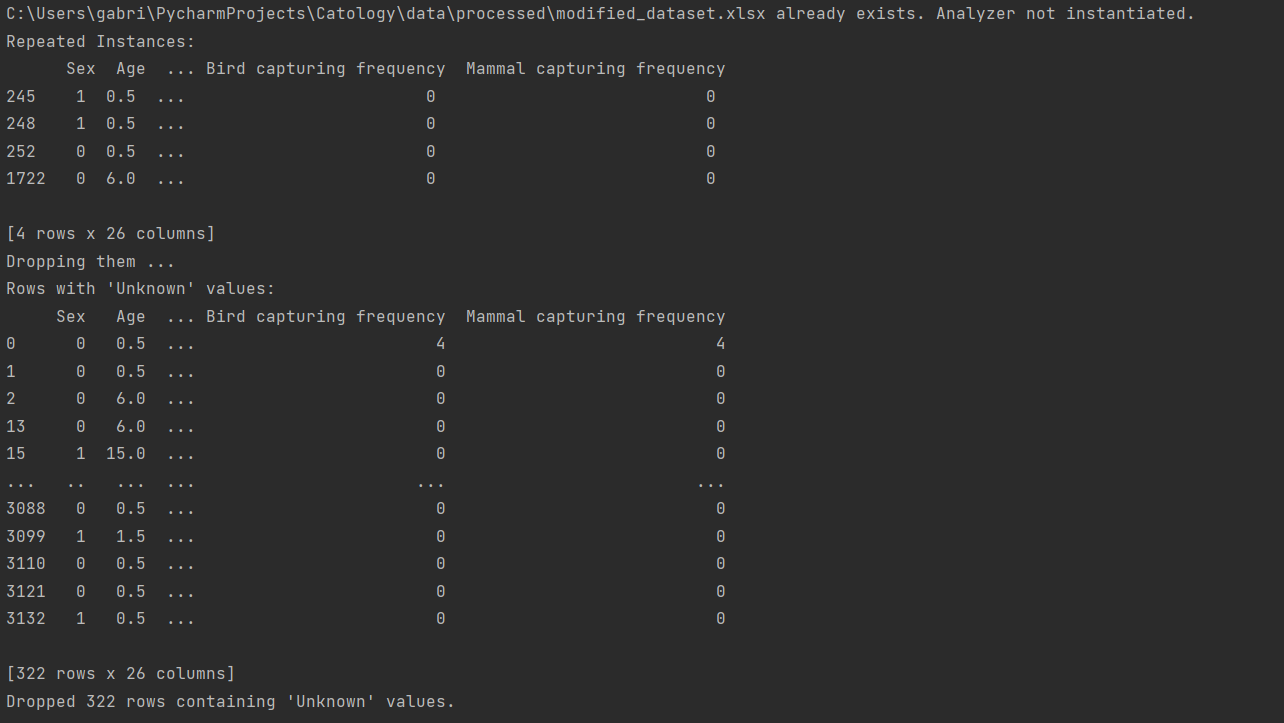 C:\Users\gabri\PycharmProjects\Catology\data\processed\modified_dataset.xlsx already exists. Analyzer not instantiated.
Repeated Instances:
      Sex  Age  ... Bird capturing frequency  Mammal capturing frequency
245    1  0.5  ...                        0                           0
248    1  0.5  ...                        0                           0
252    0  0.5  ...                        0                           0
1722   0  6.0  ...                        0                           0
[4 rows x 26 columns]
Dropping them ...
Rows with 'Unknown' values:
     Sex   Age  ... Bird capturing frequency  Mammal capturing frequency
0      0   0.5  ...                        4                           4
1      0   0.5  ...                        0                           0
2      0   6.0  ...                        0                           0
13     0   6.0  ...                        0                           0
15     1  15.0  ...                        0                           0
...   ..   ...  ...                      ...                         ...
3088   0   0.5  ...                        0                           0
3099   1   1.5  ...                        0                           0
3110   0   0.5  ...                        0                           0
3121   0   0.5  ...                        0                           0
3132   1   0.5  ...                        0                           0
[322 rows x 26 columns]
Dropped 322 rows containing 'Unknown' values.